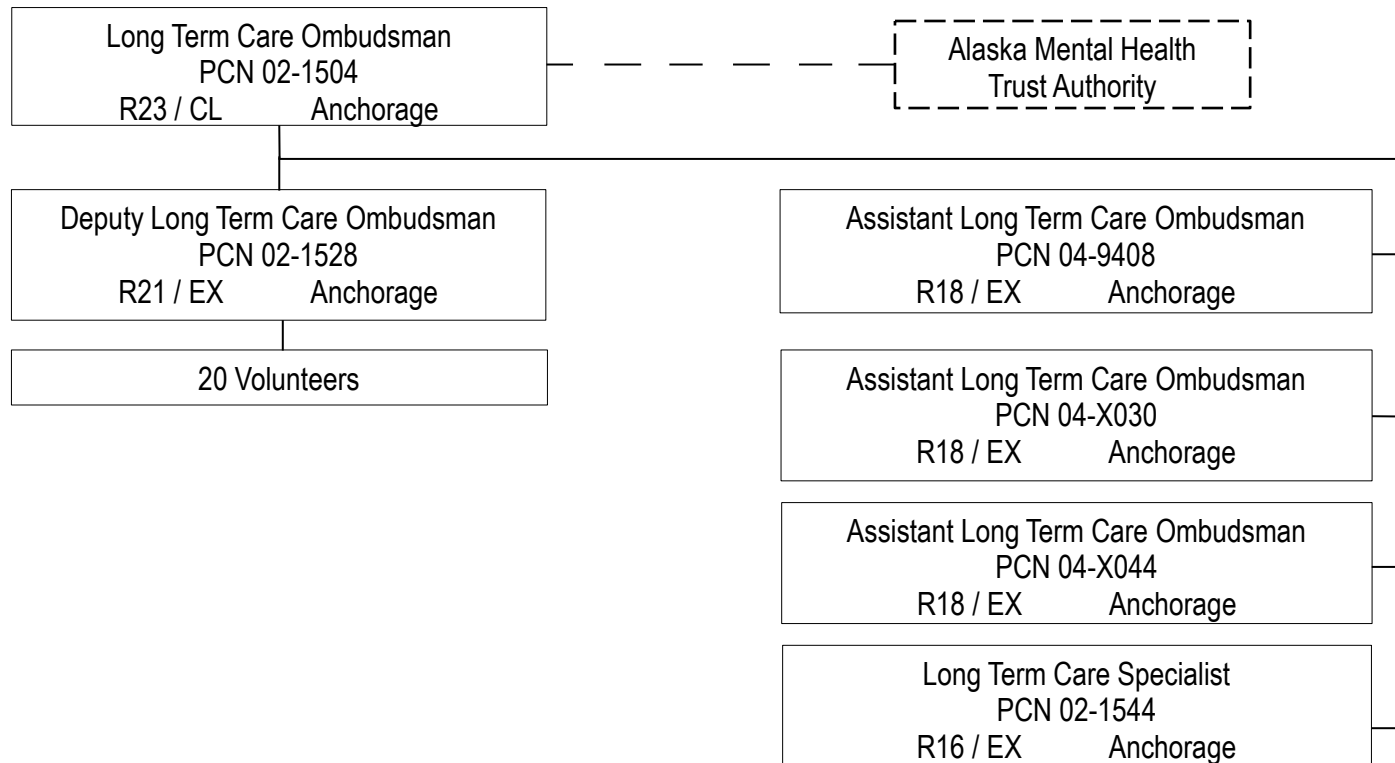 Long Term Care Ombudsman
PCN 02-1504
R23 / CL Anchorage
Alaska Mental Health
Trust Authority
Deputy Long Term Care Ombudsman
PCN 02-1528
R21 / EX Anchorage
20 Volunteers
Assistant Long Term Care Ombudsman
PCN 04-9408
R18 / EX Anchorage
Assistant Long Term Care Ombudsman
PCN 04-X030
R18 / EX Anchorage
Assistant Long Term Care Ombudsman
PCN 04-X044
R18 / EX Anchorage
Long Term Care Specialist
PCN 02-1544
R16 / EX Anchorage